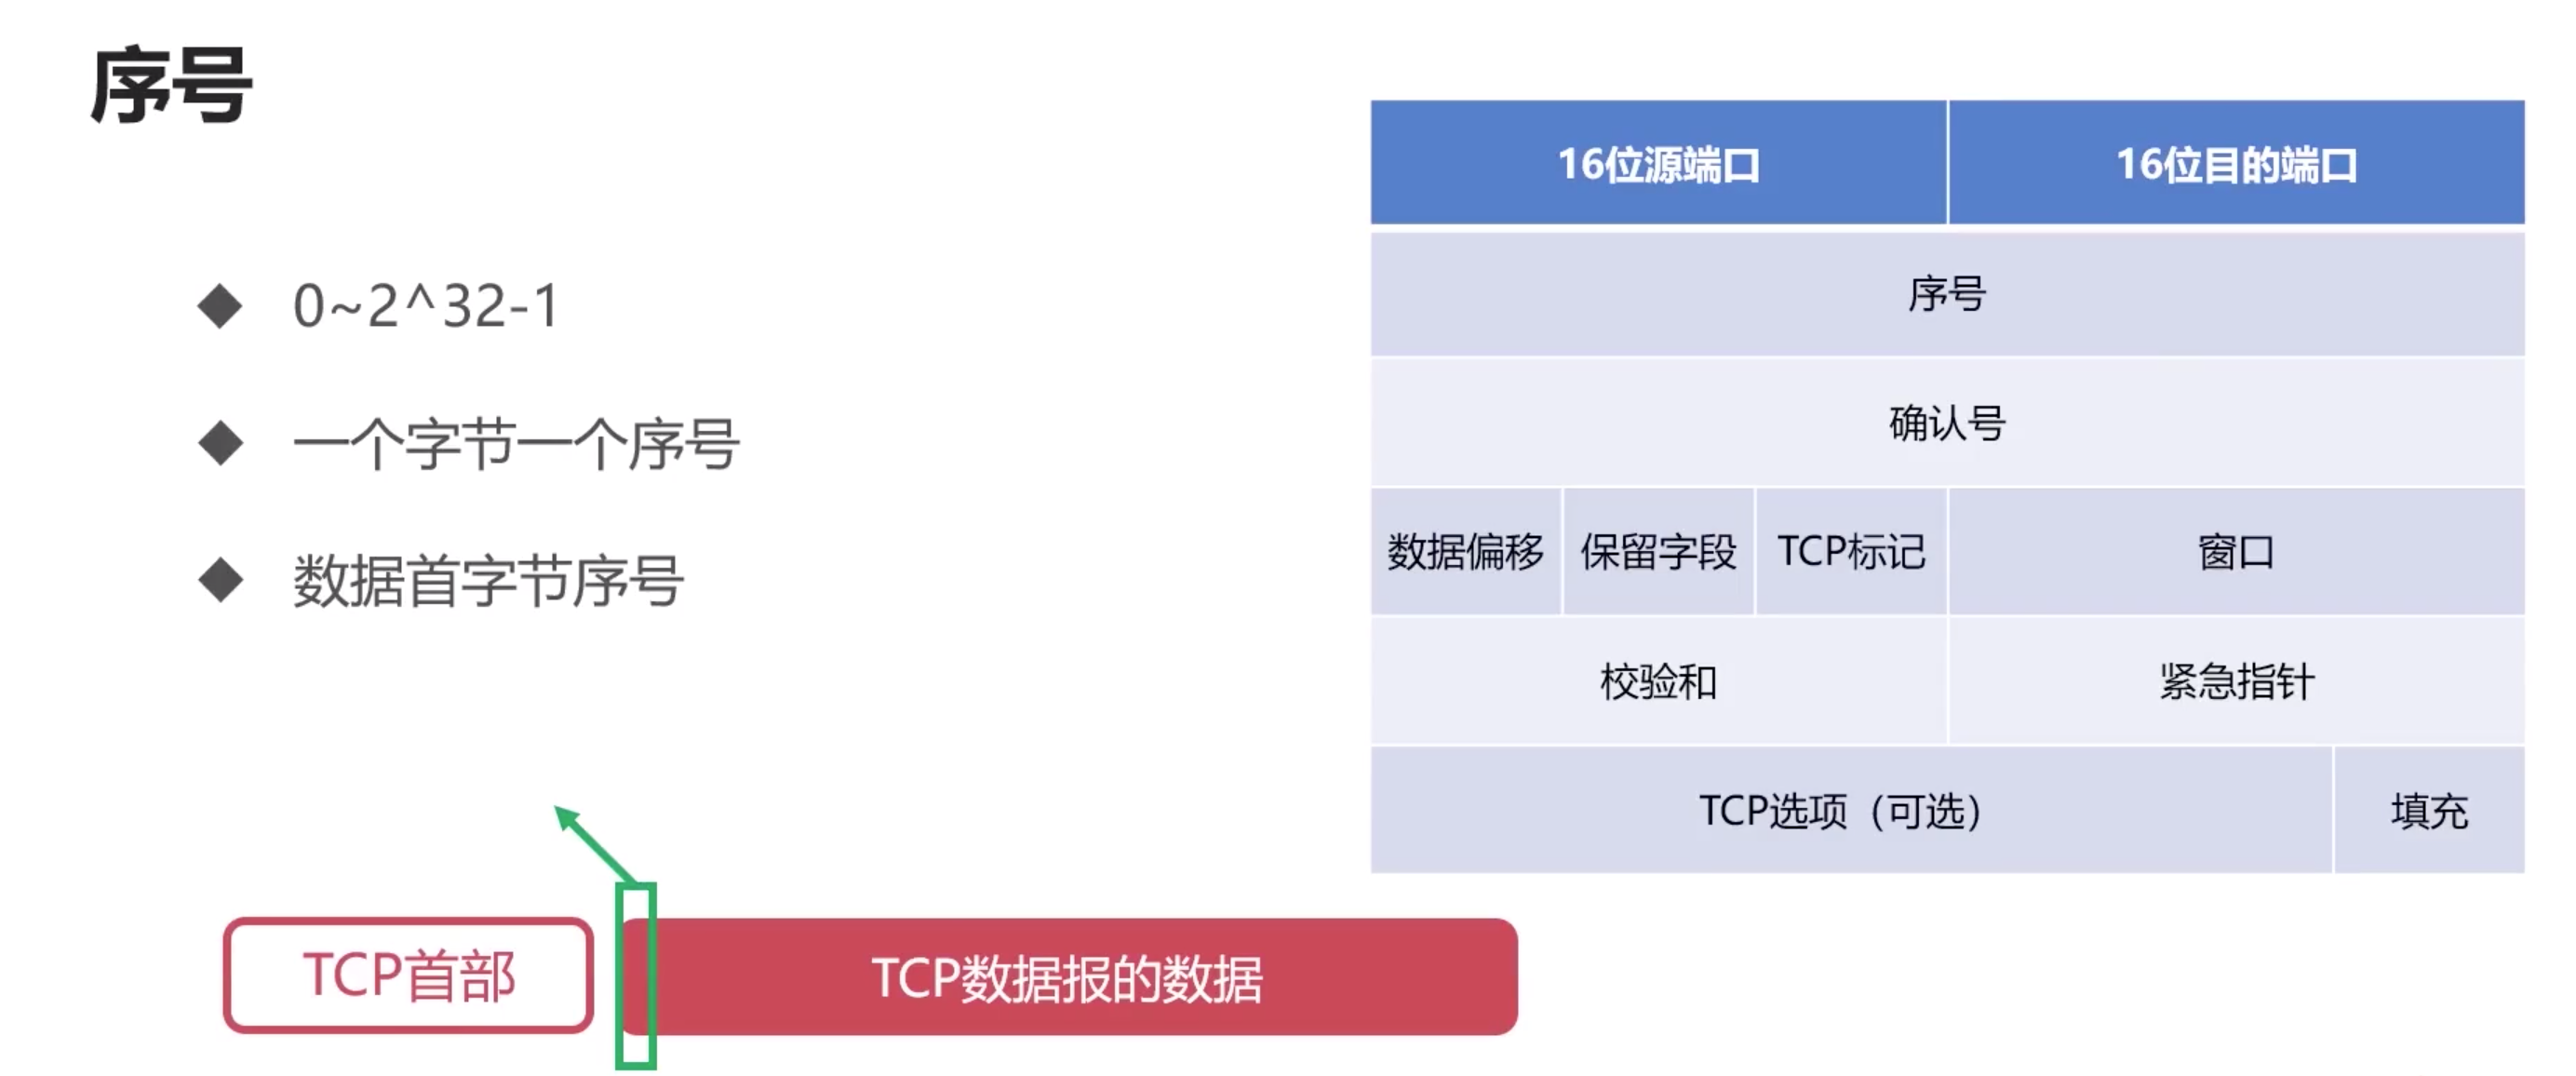 序号
0~2^32-1
一个字节一个序号
数据首字节序号
16位源端口 16位目的端口
序号
确认号
数据偏移 保留字段 TCP标记 窗口
校验和 紧急指针
TCP选项（可选） 填充
TCP首部 TCP数据报的数据